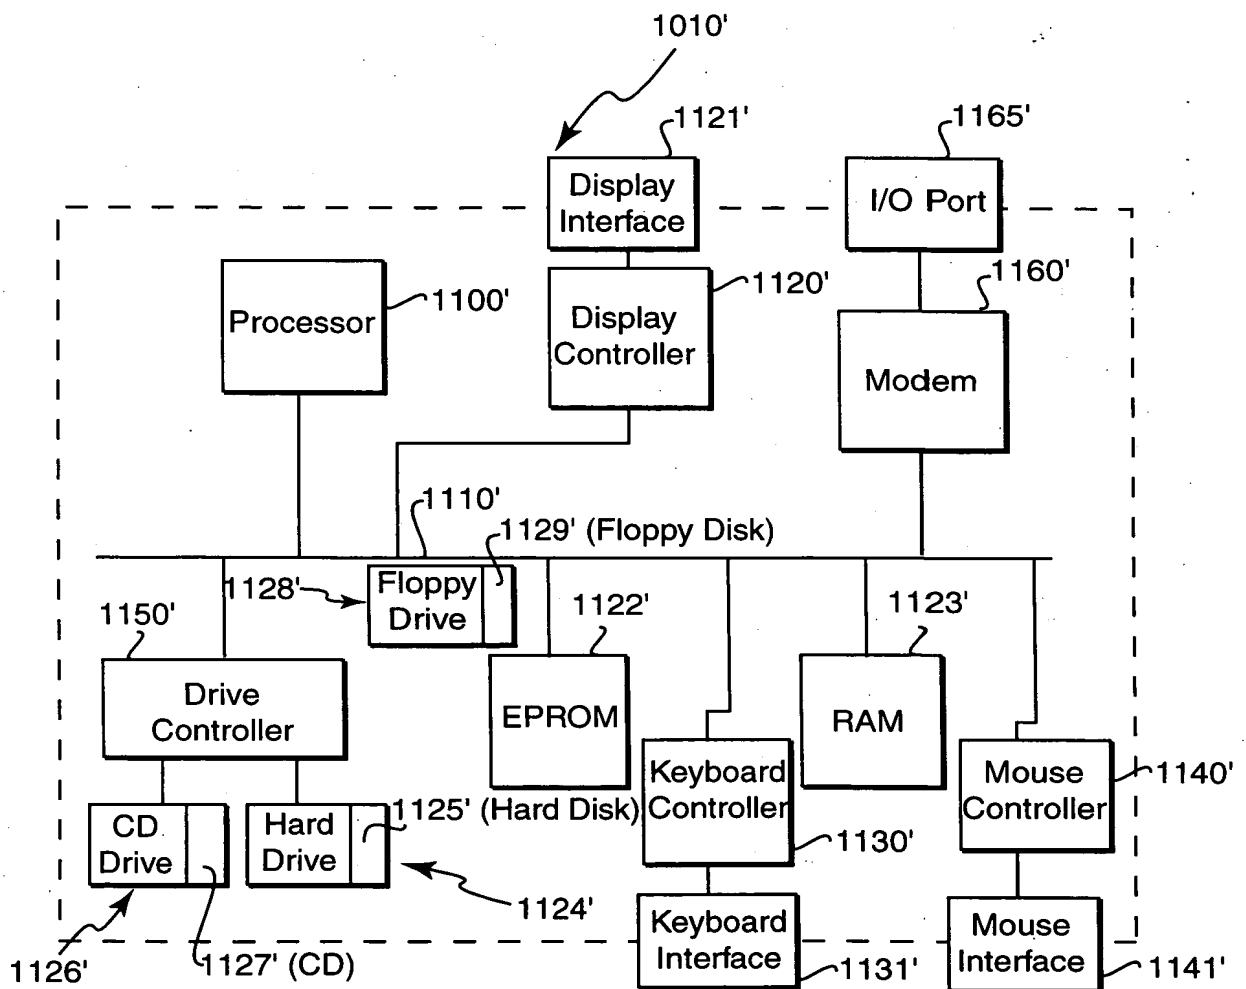 1010'
1121'
1165'
Display
Interface
I/O Port
1100'
1120'
1160'
Processor
Display
Controller
Modem
1110'
1129' (Floppy Disk)
1128'
Floppy
Drive
1150'
1122'
1123'
Drive
Controller
EPROM
RAM
Keyboard
Controller
Mouse
Controller
1140'
CD
Drive
Hard
Drive
1125' (Hard Disk)
1130'
1124'
Keyboard
Interface
Mouse
Interface
1126'
1127' (CD)
1131'
1141'